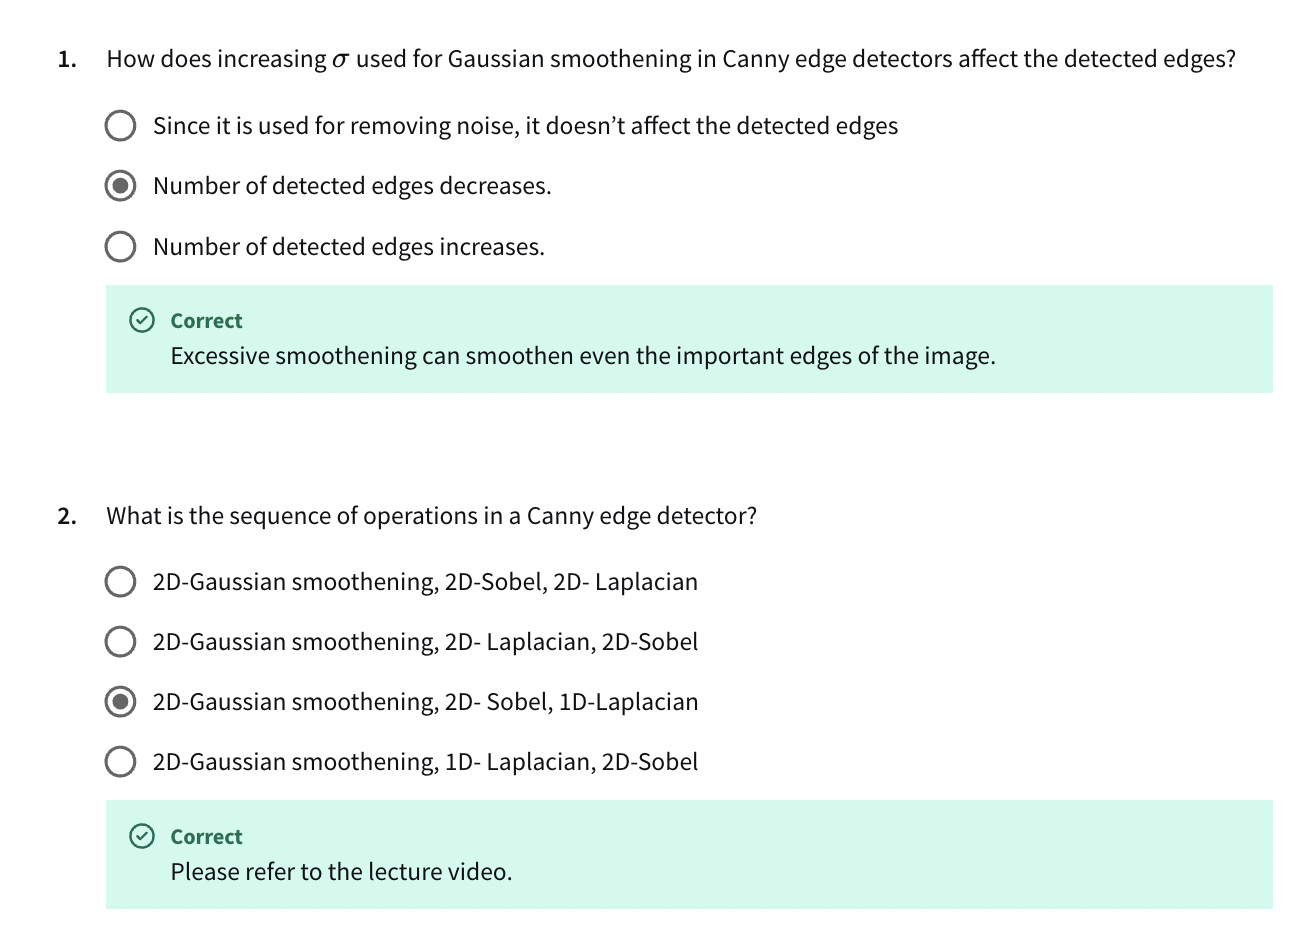 1. How does increasing σ used for Gaussian smoothening in Canny edge detectors affect the detected edges?
Since it is used for removing noise, it doesn’t affect the detected edges
Number of detected edges decreases.
Number of detected edges increases.
Correct
Excessive smoothening can smoothen even the important edges of the image.
2. What is the sequence of operations in a Canny edge detector?
2D-Gaussian smoothening, 2D-Sobel, 2D- Laplacian
2D-Gaussian smoothening, 2D- Laplacian, 2D-Sobel
2D-Gaussian smoothening, 2D- Sobel, 1D-Laplacian
2D-Gaussian smoothening, 1D- Laplacian, 2D-Sobel
Correct
Please refer to the lecture video.